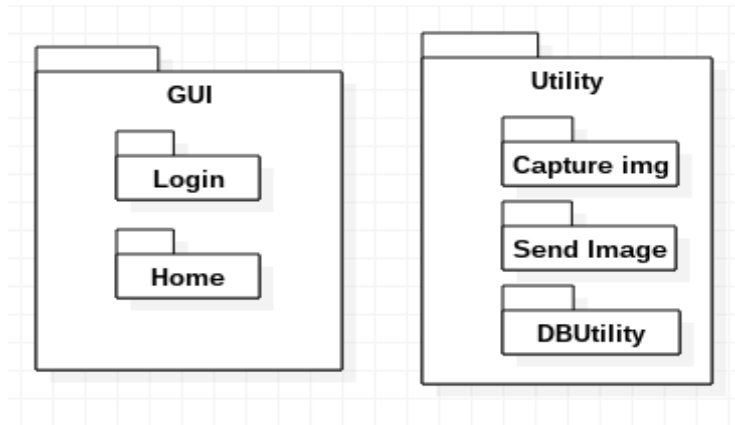 GUI
Login
Home
Utility
Capture img
Send Image
DBUtility